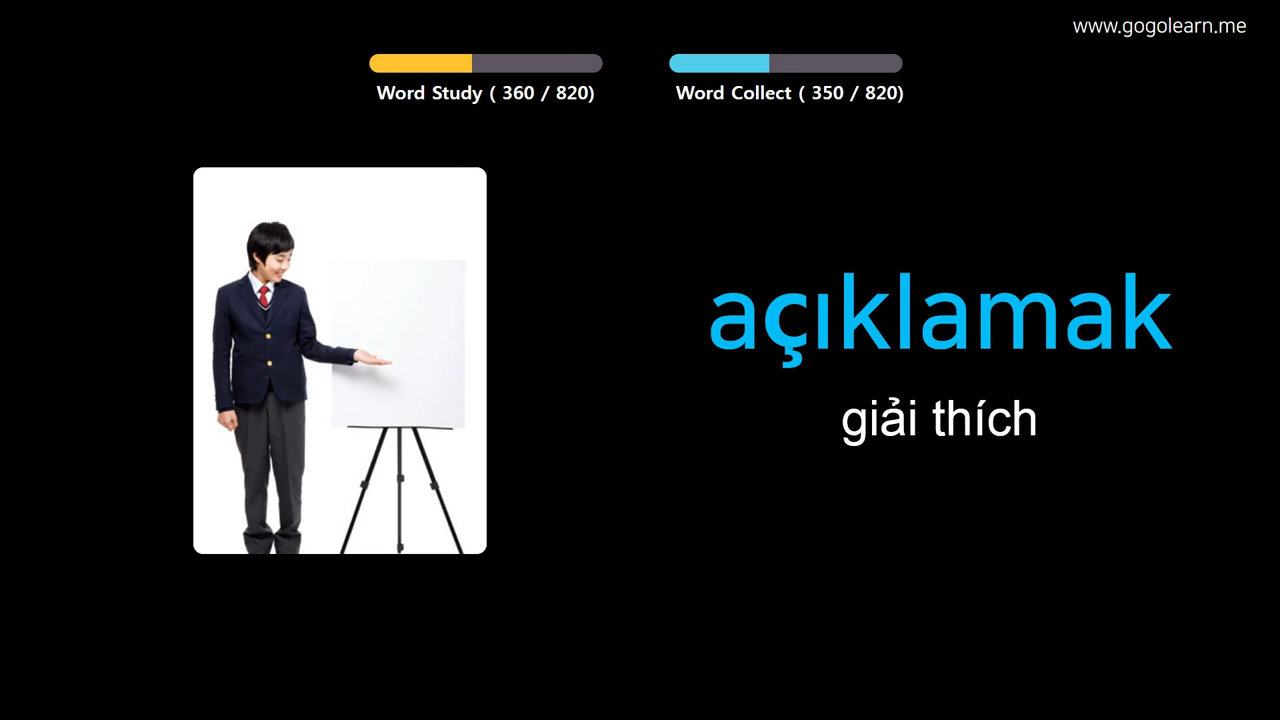 www.gogolearn.me
Word Study ( 360 / 820)
Word Collect ( 350 / 820)
açıklamak
giải thích